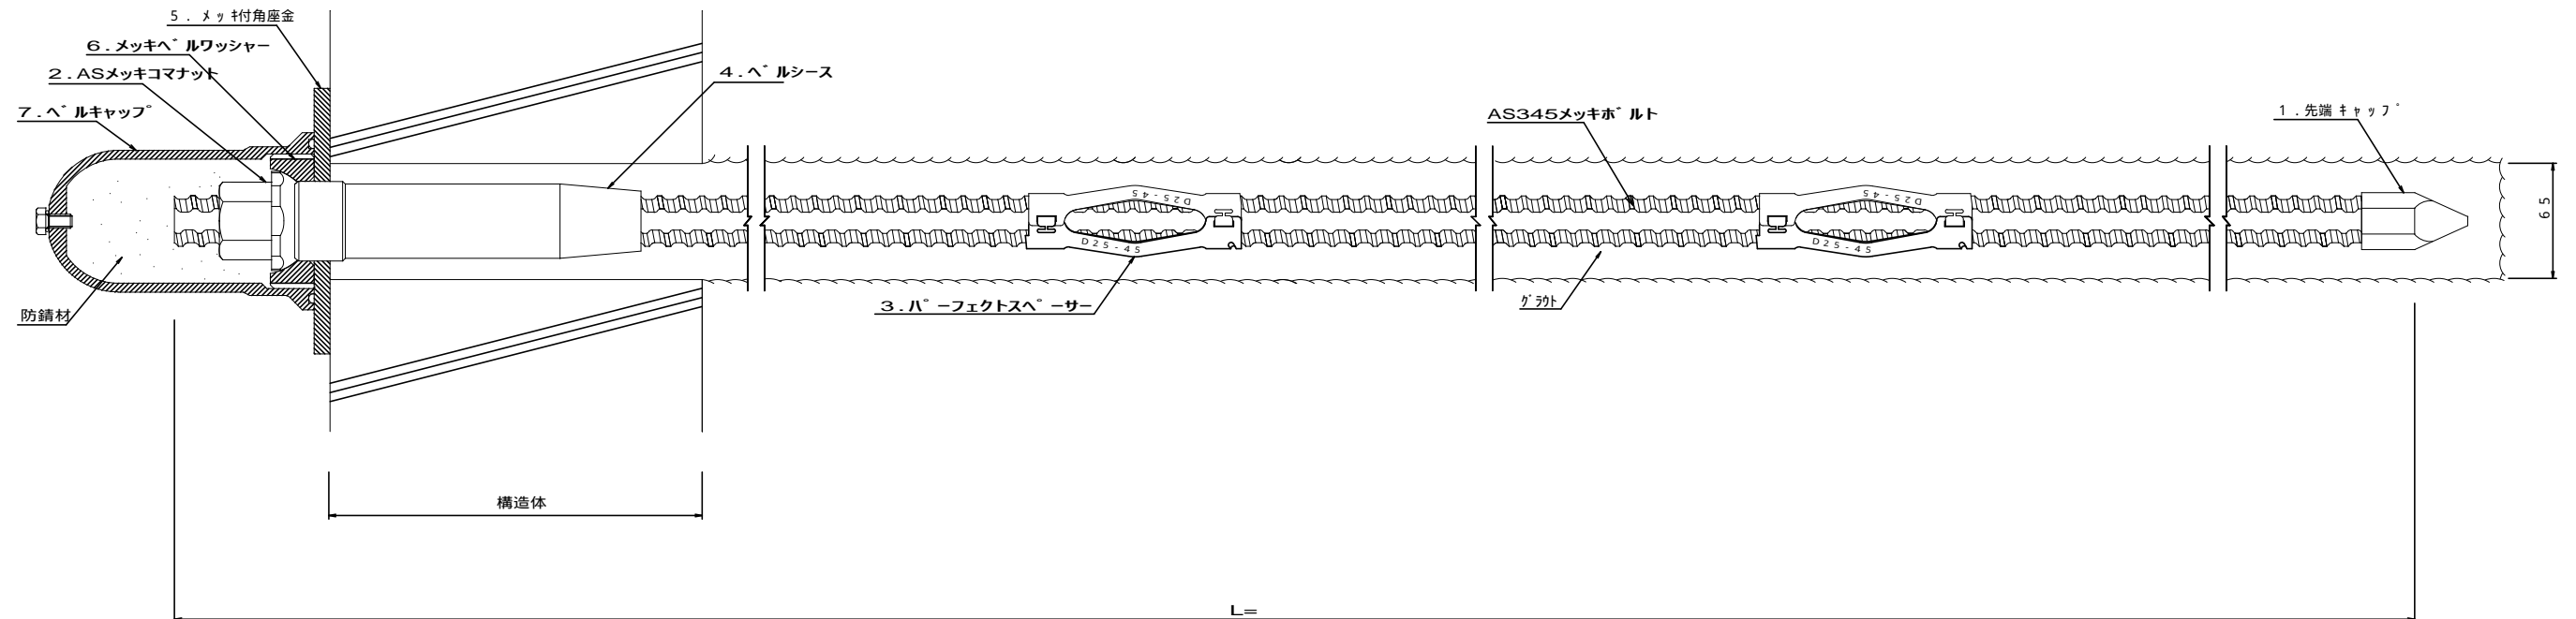 5．メッキ付角座金
6．メッキベルワッシャー
2．ASメッキコマナット
7．ベルキャップ
4．ベルシース
AS345メッキボルト
1．先端キャップ
D25-45
D25-45
D25-45
D25-45
65
防錆材
3．パーフェクトスペーサー
グラウト
構造体
L=